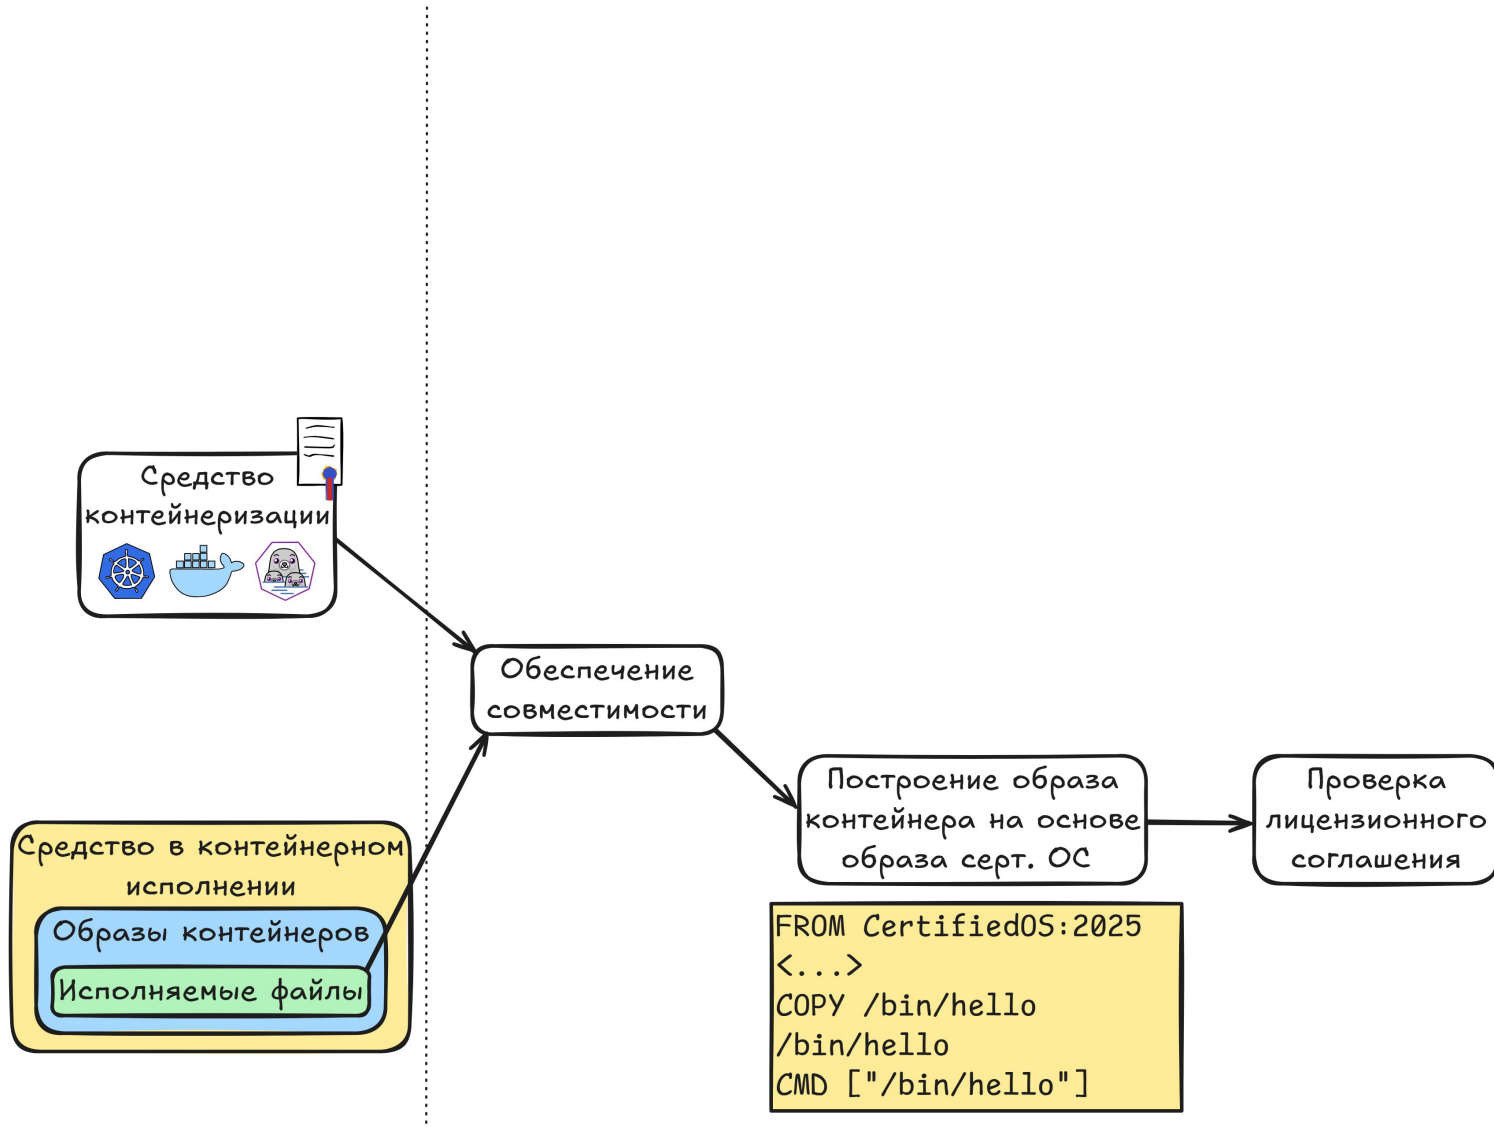 Средство
контейнеризации
Обеспечение
совместимости
Построение образа
контейнера на основе
образа серт. ОС
Проверка
лицензионного
соглашения
Средство в контейнерном
исполнении
Образы контейнеров
Исполняемые файлы
FROM CertifiedOS:2025
<...>
COPY /bin/hello
/bin/hello
CMD ["/bin/hello"]